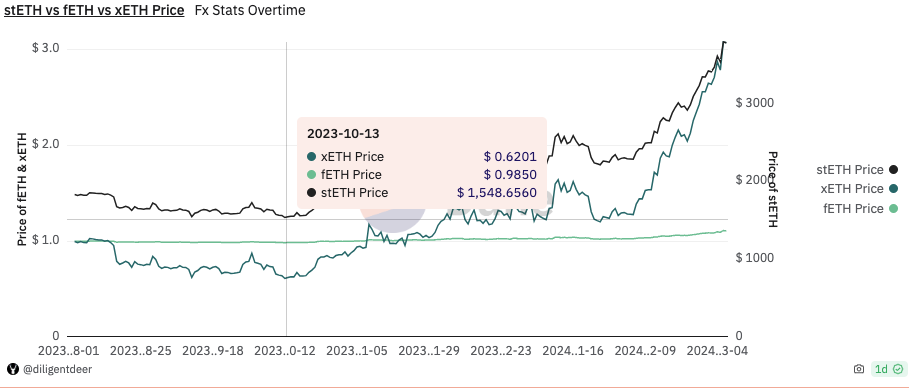 stETH vs fETH vs xETH Price Fx Stats Overtime
$ 3.0
$ 2.0
$ 1.0
0
Price of fETH & xETH
2023-10-13
xETH Price $ 0.6201
fETH Price $ 0.9850
stETH Price $ 1,548.6560
$ 3000
$ 2000
$ 1000
0
Price of stETH
stETH Price
xETH Price
fETH Price
2023..8-01 2023..8-25 2023..9-18 2023.0-12 2023.1-05 2023..1-29 2023..2-23 2024..1-16 2024..2-09 2024..3-04
@diligentdeer
1d